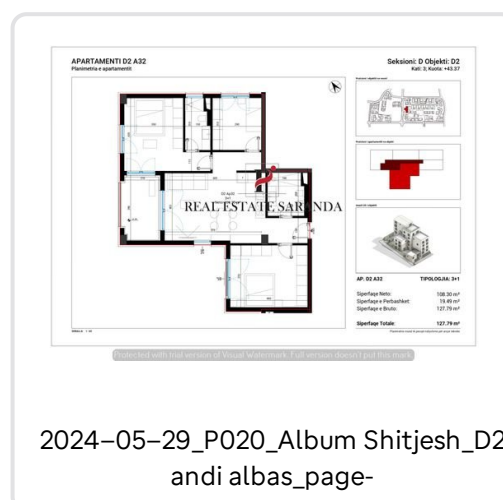 APARTAMENTI D2 A32
Planimetria e apartamenti
Seksioni: D Objekti: D2
Kati: 3; Kuota: +43.37
REAL ESTATE SARANDA
AP. D2 A32 TIPOLOGJIA: 3+1
Siperfaqe Neto: 108.30 m²
Siperfaqe e Perbashket: 19.49 m²
Siperfaqe e Bruto: 127.79 m²
Siperfaqe Totale: 127.79 m²
Protected with trial version of Visual Watermark. Full version doesn't put this mark.
2024–05–29_P020_Album Shitjesh_D2
andi albas_page-